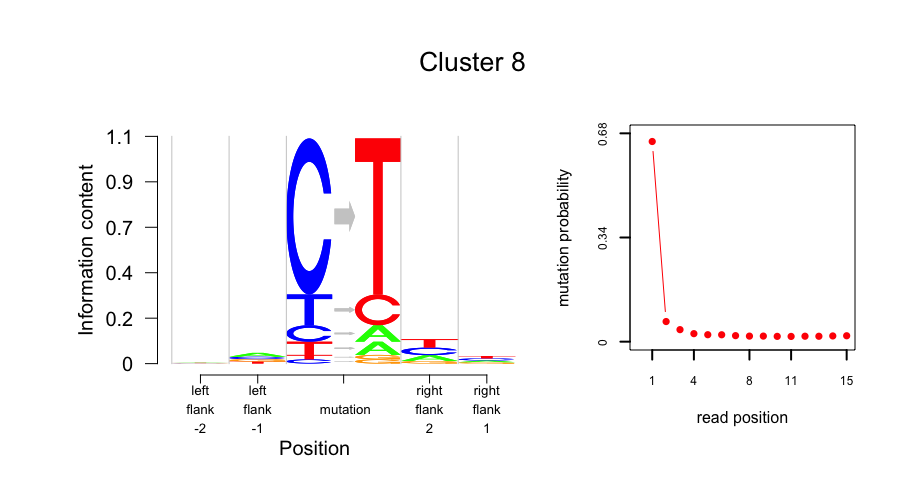 Cluster 8
Information content
1.1
0.9
0.7
0.4
0.2
0
C T
T C
C A
T A
C
T
C
A
A
C
T
C
left
flank
-2
left
flank
-1
mutation
right
flank
2
right
flank
1
Position
mutation probability
0.68
0.34
0
1 4 8 11 15
read position